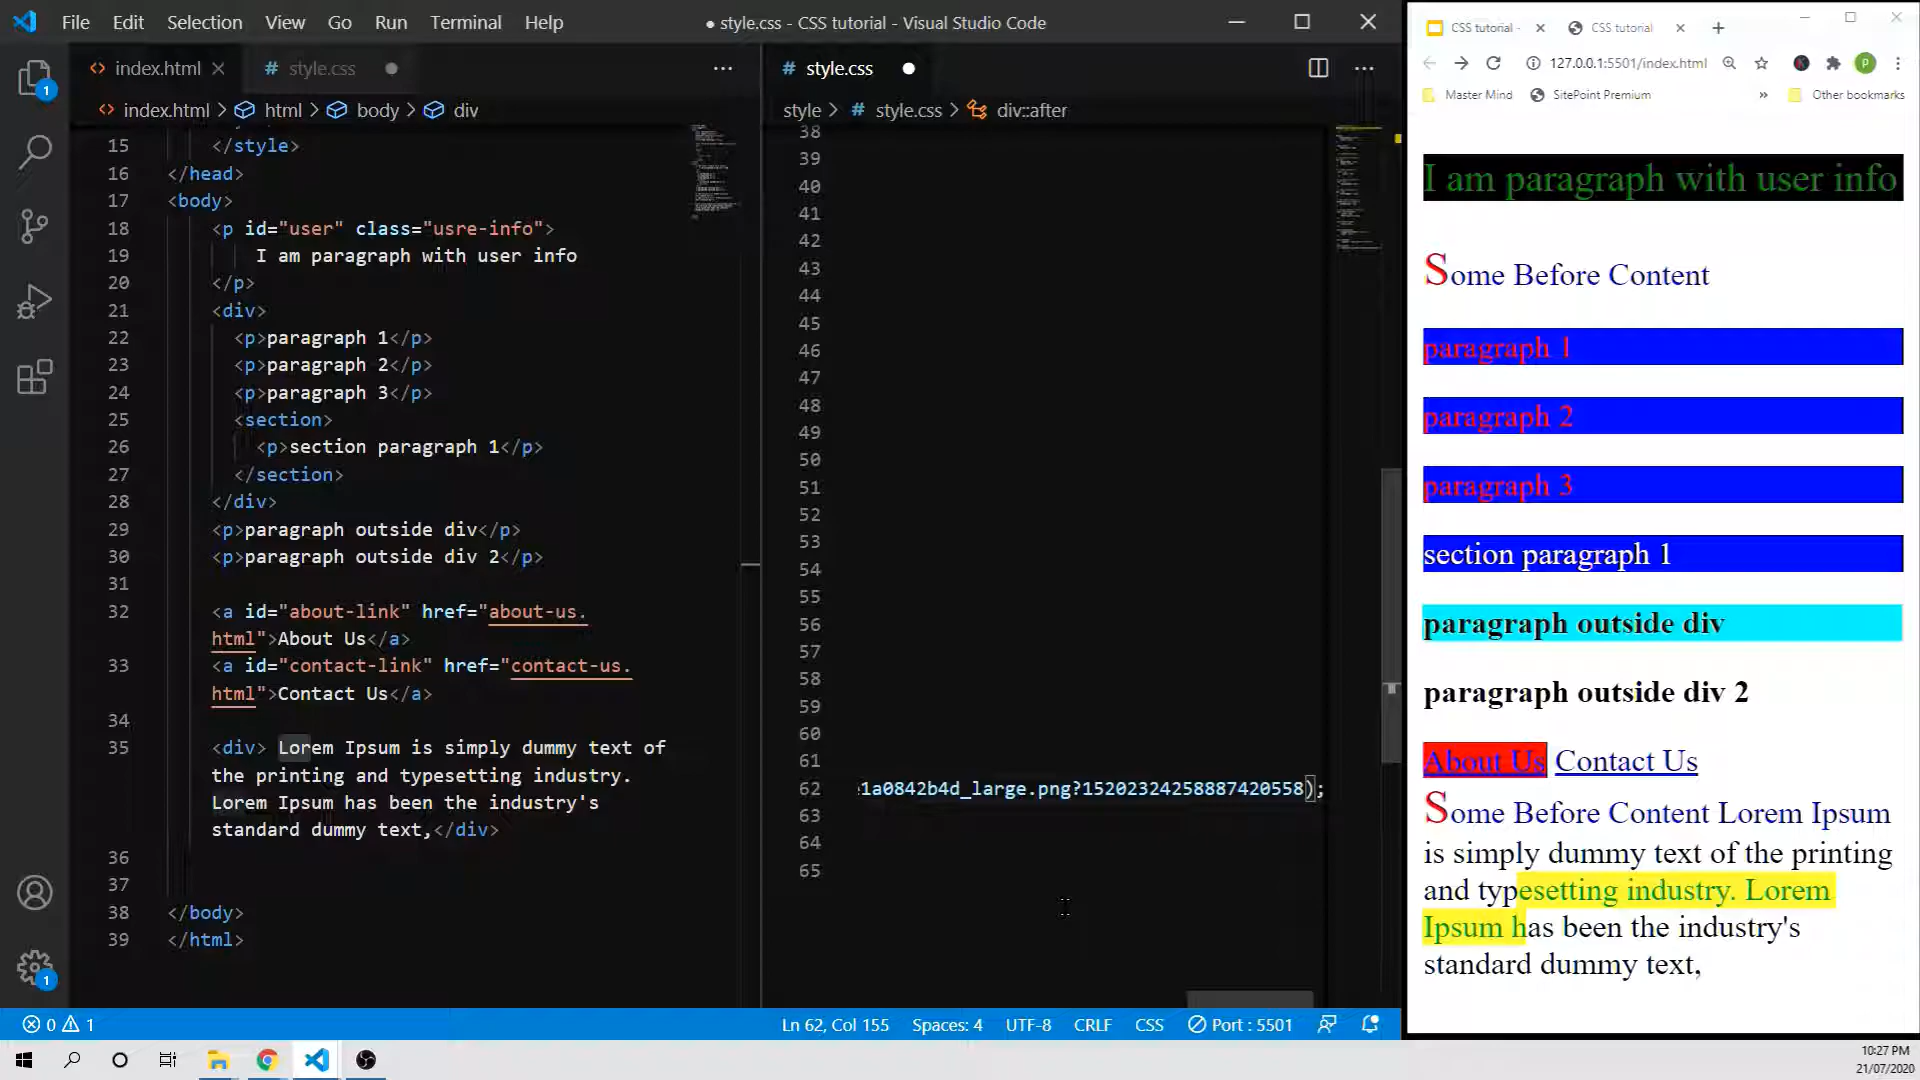 File Edit Selection View Go Run Terminal Help
● style.css - CSS tutorial - Visual Studio Code
index.html
style.css
index.html > html > body > div
15 </style>
16 </head>
17 <body>
18 <p id="user" class="usre-info">
19 I am paragraph with user info
20 </p>
21 <div>
22 <p>paragraph 1</p>
23 <p>paragraph 2</p>
24 <p>paragraph 3</p>
25 <section>
26 <p>section paragraph 1</p>
27 </section>
28 </div>
29 <p>paragraph outside div</p>
30 <p>paragraph outside div 2</p>
31
32 <a id="about-link" href="about-us.
html">About Us</a>
33 <a id="contact-link" href="contact-us.
html">Contact Us</a>
34
35 <div> Lorem Ipsum is simply dummy text of
the printing and typesetting industry.
Lorem Ipsum has been the industry's
standard dummy text,</div>
36
37
38 </body>
39 </html>
# style.css
style > # style.css > div::after
38
39
40
41
42
43
44
45
46
47
48
49
50
51
52
53
54
55
56
57
58
59
60
61
62 1a0842b4d_large.png?15202324258887420558);
63
64
65
1
1
0 1
Ln 62, Col 155 Spaces: 4 UTF-8 CRLF CSS Port : 5501
CSS tutorial - CSS tutorial
127.0.0.1:5501/index.html
K P
Master Mind SitePoint Premium » Other bookmarks
I am paragraph with user info
Some Before Content
paragraph 1
paragraph 2
paragraph 3
section paragraph 1
paragraph outside div
paragraph outside div 2
About Us Contact Us
Some Before Content Lorem Ipsum
is simply dummy text of the printing
and typesetting industry. Lorem
Ipsum has been the industry's
standard dummy text,
10:27 PM
21/07/2020